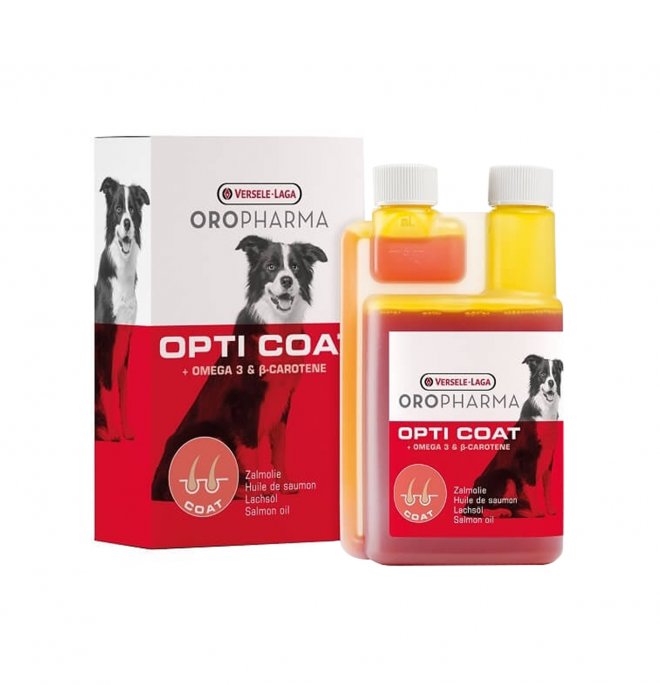 VERSELE-LAGA
OROPHARMA
OPTI COAT
+ OMEGA 3 & β-CAROTENE
COAT
Zalmolie
Huile de saumon
Lachsöl
Salmon oil
VERSELE-LAGA
OROPHARMA
OPTI COAT
+ OMEGA 3 & β-CAROTENE
COAT
Zalmolie
Huile de saumon
Lachsöl
Salmon oil